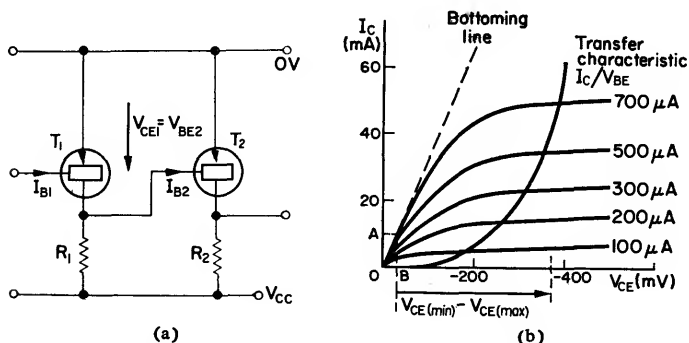 OV
T₁
V_CE1=V_BE2
T₂
I_B1
I_B2
R₁
R₂
V_CC
(a)
I_C
(mA)
Bottoming
line
Transfer
characteristic
I_C/V_BE
60
700 µA
40
500 µA
300 µA
20
200 µA
A
100 µA
O
B
-200
-400
V_CE(mV)
V_CE(min)-V_CE(max)
(b)